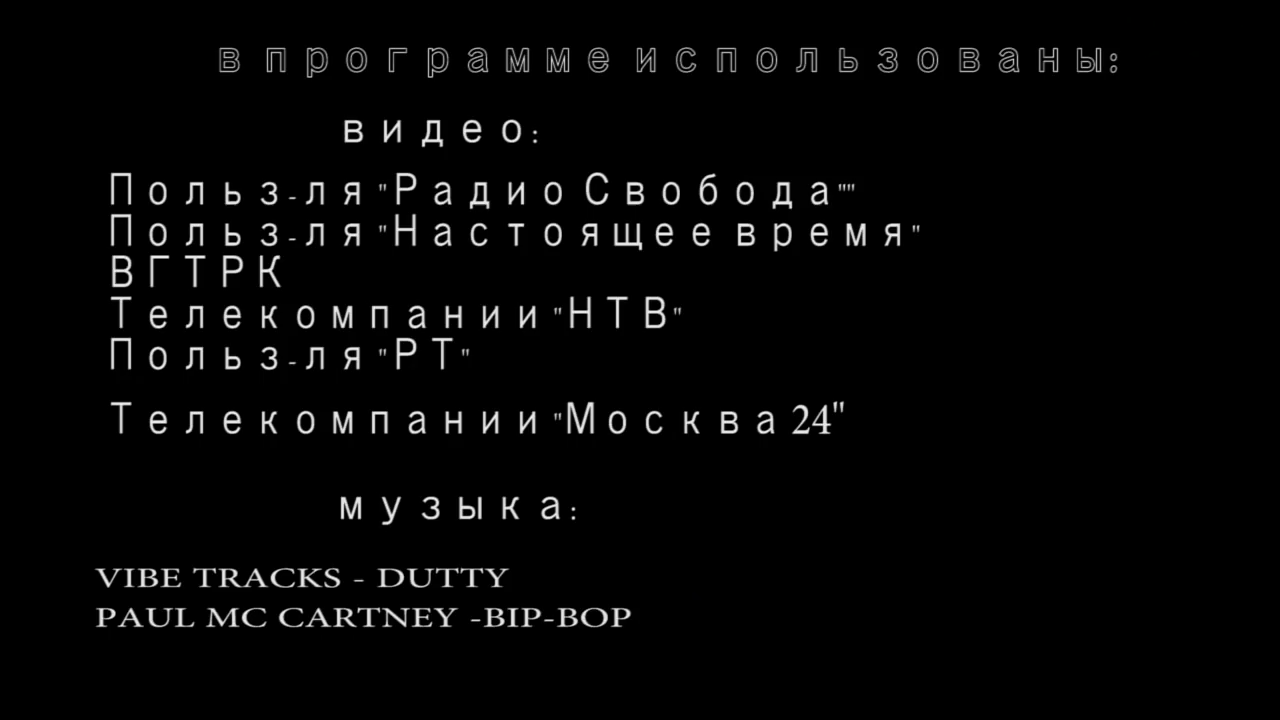 в программе использованы:
видео:
Польз-ля "Радио Свобода""
Польз-ля "Настоящее время"
ВГТРК
Телекомпании "НТВ"
Польз-ля "РТ"
Телекомпании "Москва 24"
музыка:
VIBE TRACKS - DUTTY
PAUL MC CARTNEY -BIP-BOP